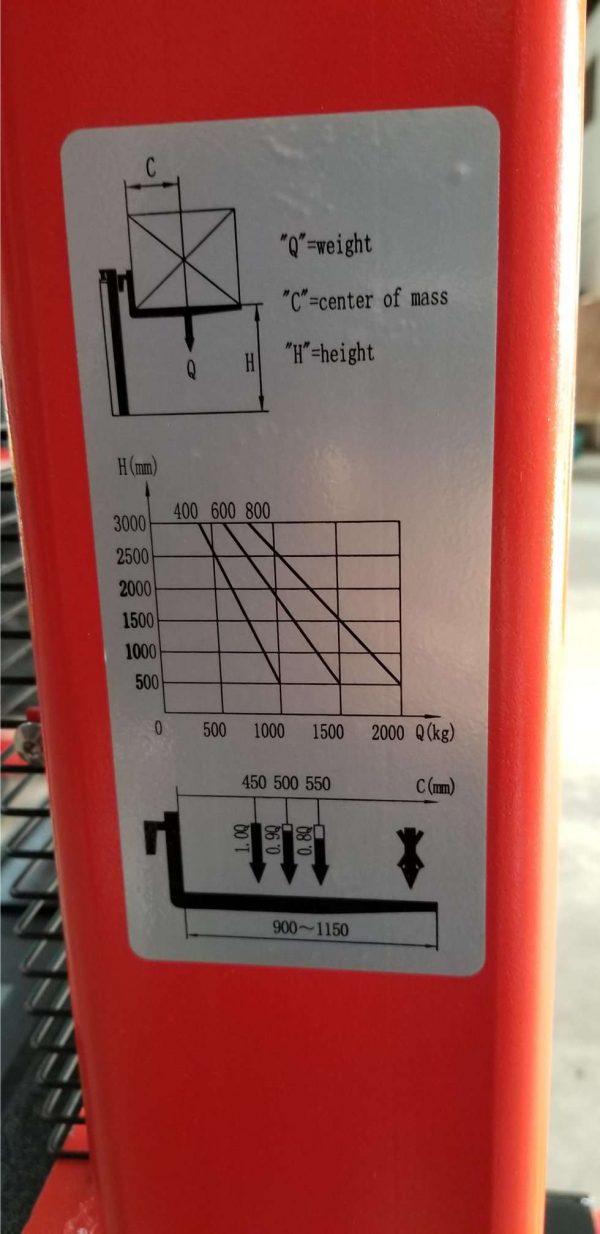 C
"Q"=weight
"C"=center of mass
"H"=height
Q
H
H(mm)
400 600 800
3000
2500
2000
1500
1000
500
0 500 1000 1500 2000 Q(kg)
450 500 550 C(mm)
1.0Q 0.9Q 0.8Q
900～1150